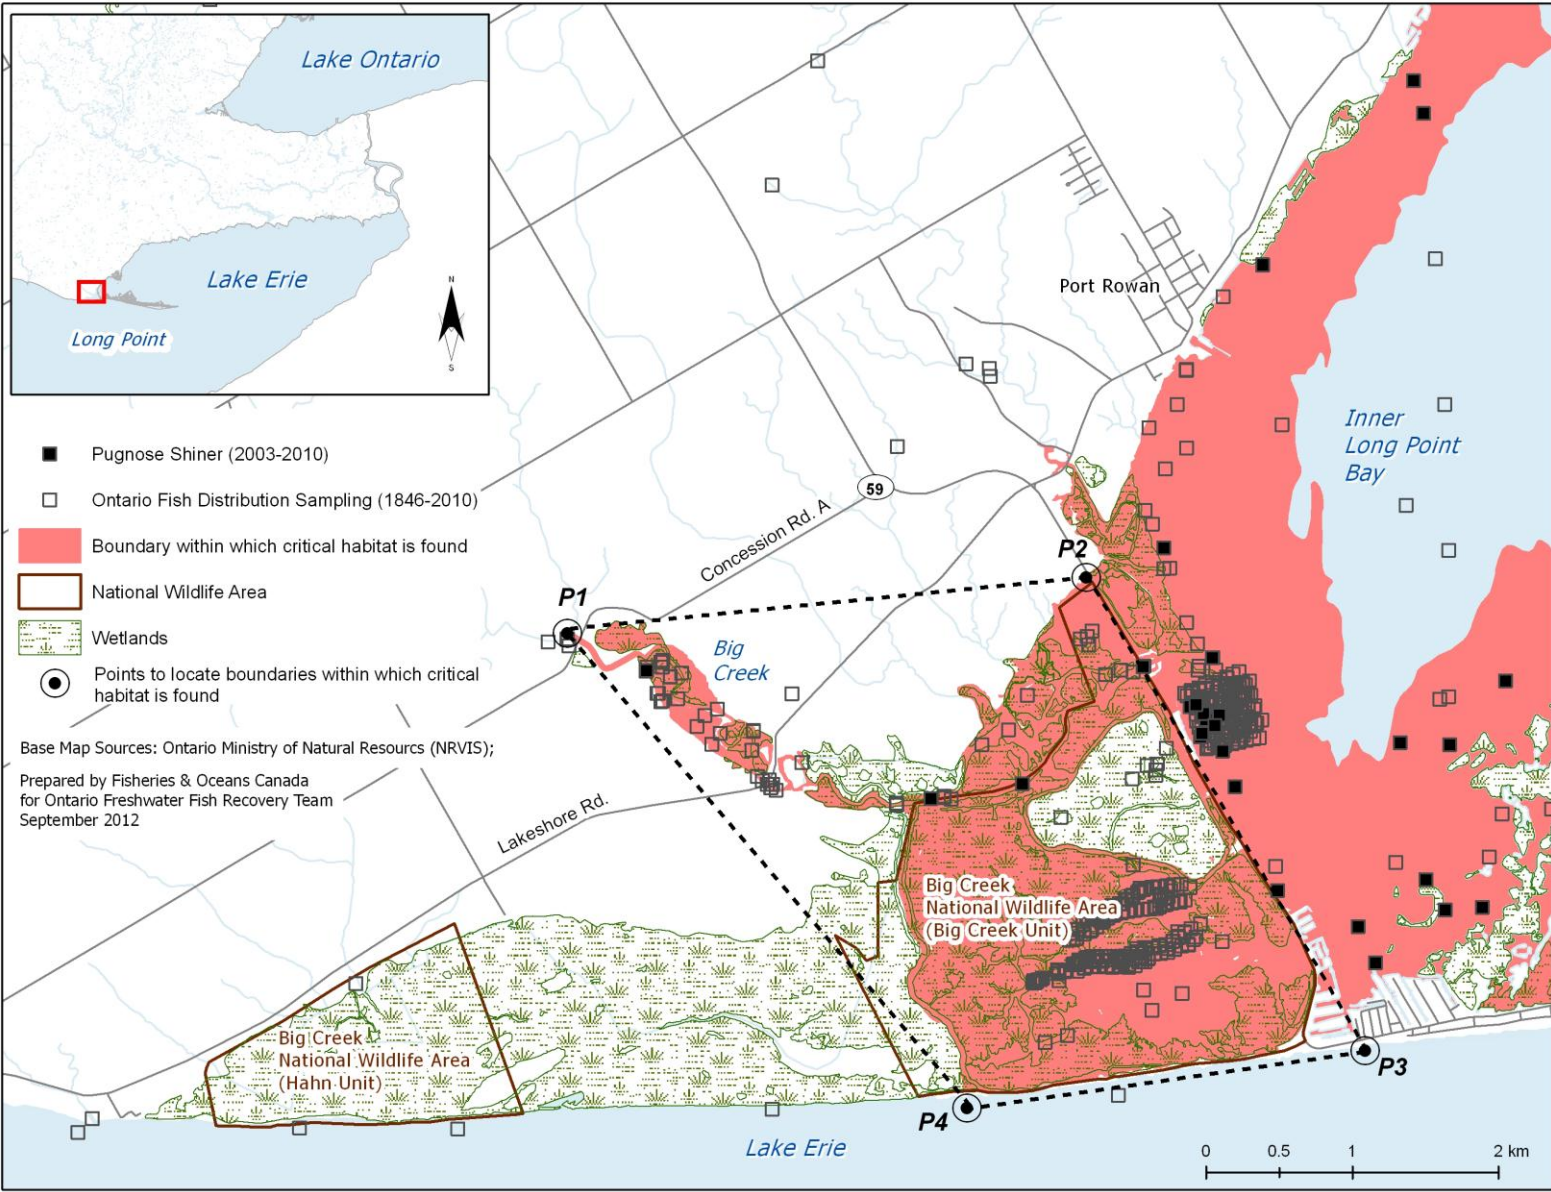 Lake Ontario
Lake Erie
Long Point
N
S
Pugnose Shiner (2003-2010)
Ontario Fish Distribution Sampling (1846-2010)
Boundary within which critical habitat is found
National Wildlife Area
Wetlands
Points to locate boundaries within which critical
habitat is found
Base Map Sources: Ontario Ministry of Natural Resourcs (NRVIS);
Prepared by Fisheries & Oceans Canada
for Ontario Freshwater Fish Recovery Team
September 2012
Port Rowan
Inner
Long Point
Bay
59
Concession Rd. A
P2
P1
Big
Creek
Lakeshore Rd.
Big Creek
National Wildlife Area
(Big Creek Unit)
Big Creek
National Wildlife Area
(Hahn Unit)
P3
P4
Lake Erie
0 0.5 1 2 km